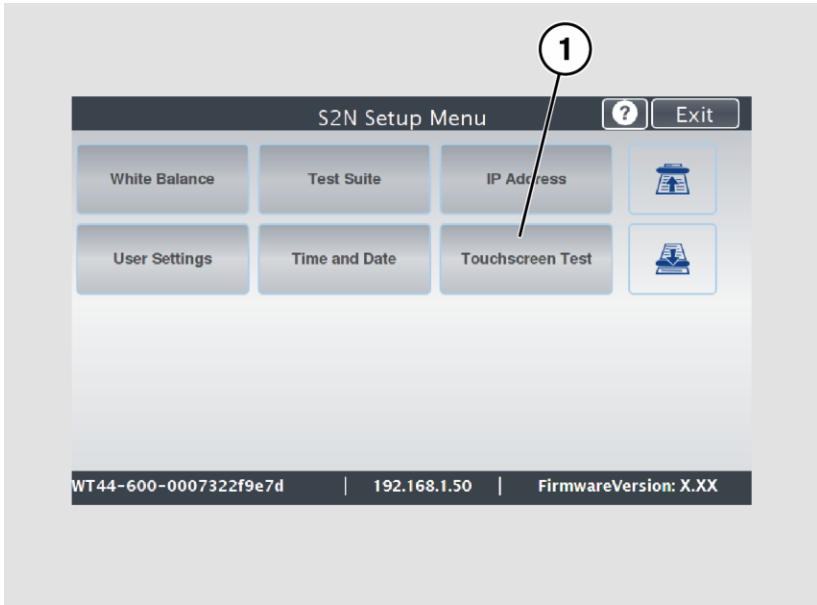 1
S2N Setup Menu ? Exit
White Balance Test Suite IP Address
User Settings Time and Date Touchscreen Test
WT44-600-0007322f9e7d | 192.168.1.50 | FirmwareVersion: X.XX